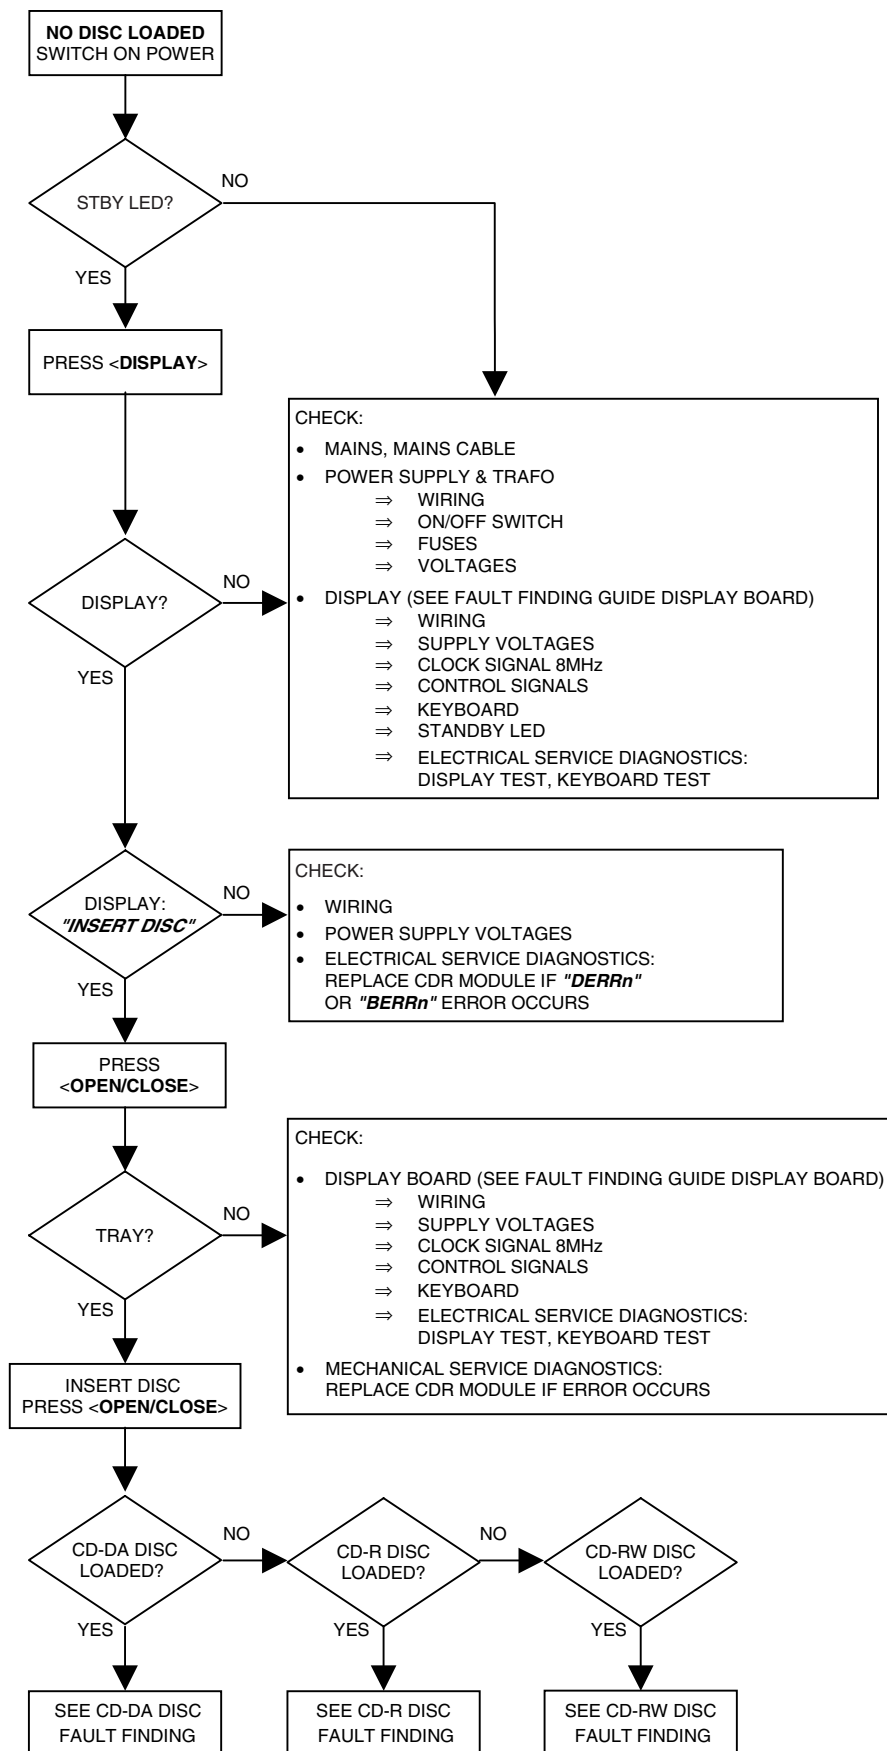 NO DISC LOADED
SWITCH ON POWER
STBY LED?
NO
YES
PRESS <DISPLAY>
CHECK:
• MAINS, MAINS CABLE
• POWER SUPPLY & TRAFO
⇒ WIRING
⇒ ON/OFF SWITCH
⇒ FUSES
⇒ VOLTAGES
• DISPLAY (SEE FAULT FINDING GUIDE DISPLAY BOARD)
⇒ WIRING
⇒ SUPPLY VOLTAGES
⇒ CLOCK SIGNAL 8MHz
⇒ CONTROL SIGNALS
⇒ KEYBOARD
⇒ STANDBY LED
⇒ ELECTRICAL SERVICE DIAGNOSTICS:
DISPLAY TEST, KEYBOARD TEST
DISPLAY?
NO
YES
DISPLAY:
"INSERT DISC"
NO
YES
CHECK:
• WIRING
• POWER SUPPLY VOLTAGES
• ELECTRICAL SERVICE DIAGNOSTICS:
REPLACE CDR MODULE IF "DERRn"
OR "BERRn" ERROR OCCURS
PRESS
<OPEN/CLOSE>
TRAY?
NO
YES
CHECK:
• DISPLAY BOARD (SEE FAULT FINDING GUIDE DISPLAY BOARD)
⇒ WIRING
⇒ SUPPLY VOLTAGES
⇒ CLOCK SIGNAL 8MHz
⇒ CONTROL SIGNALS
⇒ KEYBOARD
⇒ ELECTRICAL SERVICE DIAGNOSTICS:
DISPLAY TEST, KEYBOARD TEST
• MECHANICAL SERVICE DIAGNOSTICS:
REPLACE CDR MODULE IF ERROR OCCURS
INSERT DISC
PRESS <OPEN/CLOSE>
CD-DA DISC
LOADED?
NO
YES
CD-R DISC
LOADED?
NO
YES
CD-RW DISC
LOADED?
YES
SEE CD-DA DISC
FAULT FINDING
SEE CD-R DISC
FAULT FINDING
SEE CD-RW DISC
FAULT FINDING